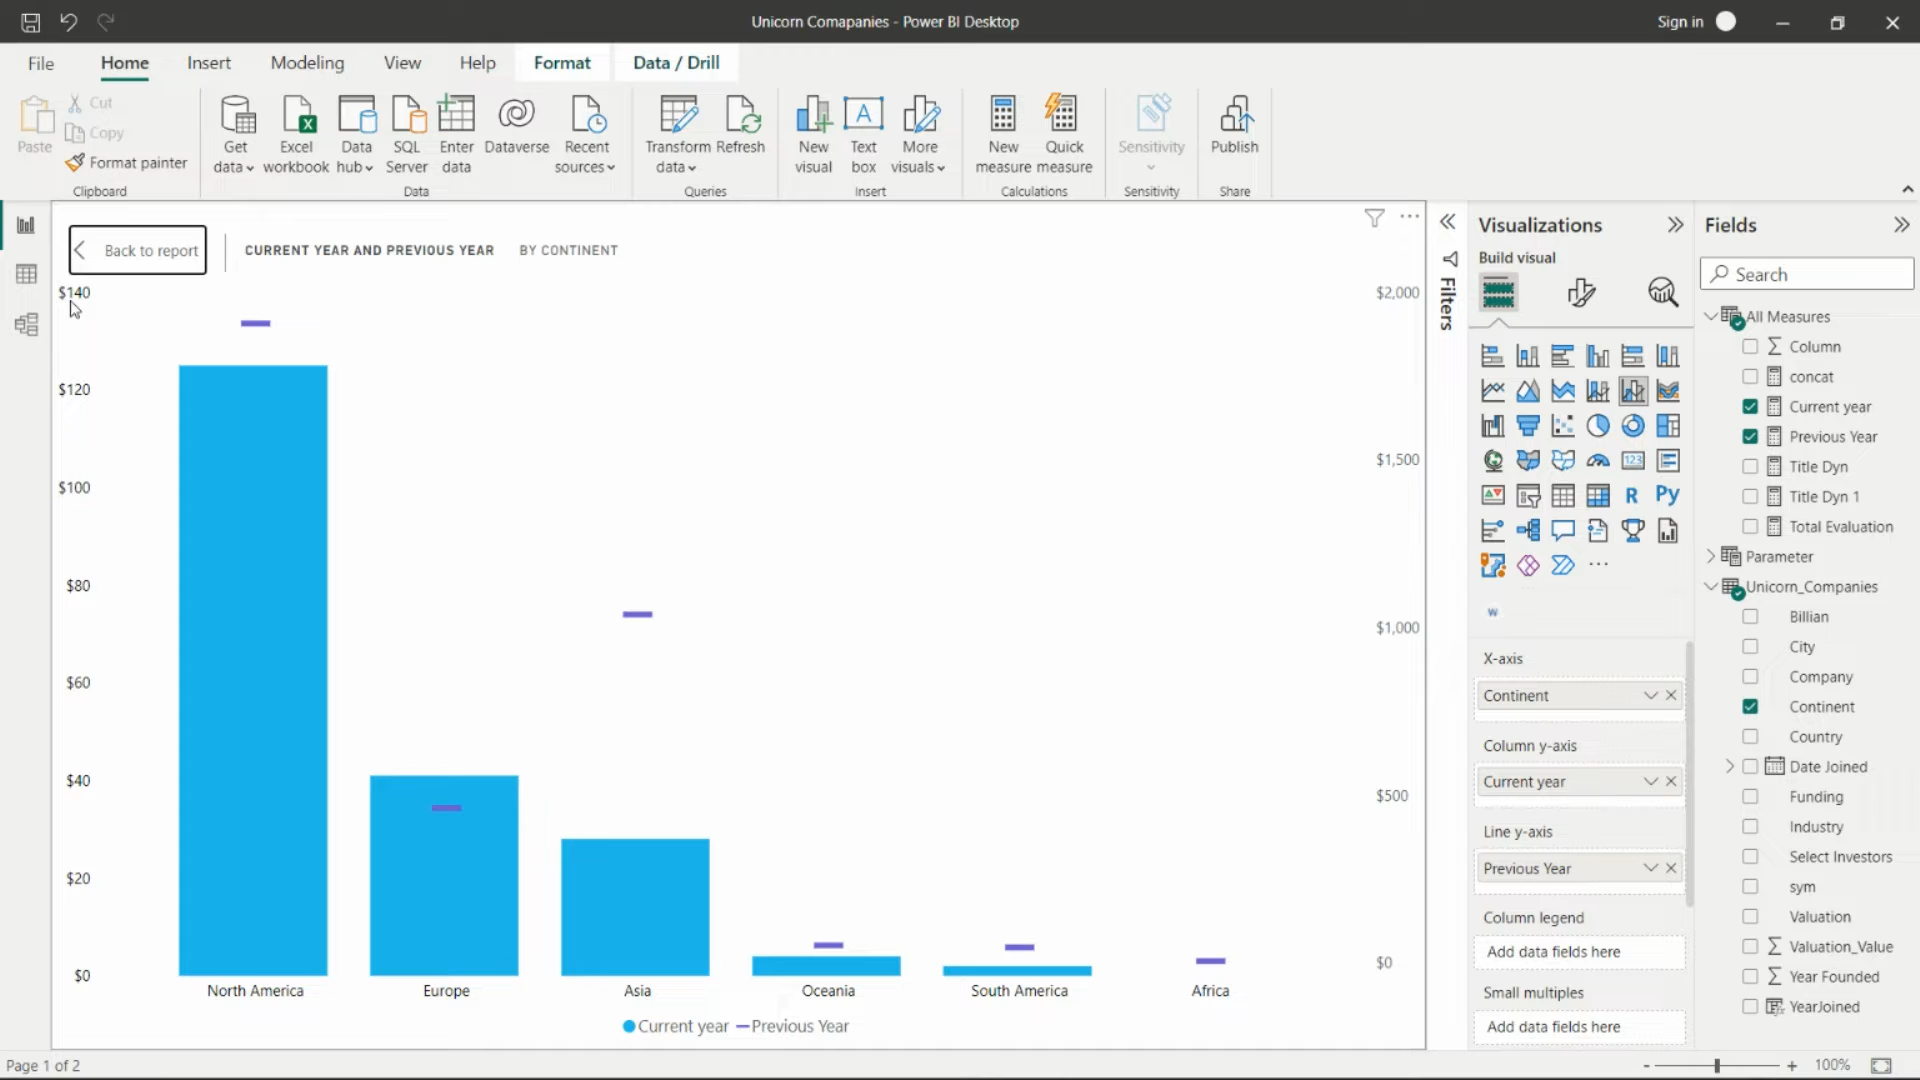 Unicorn Comapanies - Power BI Desktop
Sign in
File
Home
Insert
Modeling
View
Help
Format
Data / Drill
Paste
Cut
Copy
Format painter
Clipboard
Get data
Excel workbook
Data hub
SQL Server
Enter data
Dataverse
Recent sources
Data
Transform data
Refresh
Queries
New visual
Text box
More visuals
Insert
New measure
Quick measure
Calculations
Sensitivity
Sensitivity
Publish
Share
Back to report
CURRENT YEAR AND PREVIOUS YEAR
BY CONTINENT
$140
$120
$100
$80
$60
$40
$20
$0
$2,000
$1,500
$1,000
$500
$0
North America
Europe
Asia
Oceania
South America
Africa
Current year
Previous Year
Filters
Visualizations
Build visual
123
R
Py
W
X-axis
Continent
Column y-axis
Current year
Line y-axis
Previous Year
Column legend
Add data fields here
Small multiples
Add data fields here
Fields
Search
All Measures
Column
concat
Current year
Previous Year
Title Dyn
Title Dyn 1
Total Evaluation
Parameter
Unicorn_Companies
Billian
City
Company
Continent
Country
Date Joined
Funding
Industry
Select Investors
sym
Valuation
Valuation_Value
Year Founded
YearJoined
Page 1 of 2
- + 100%